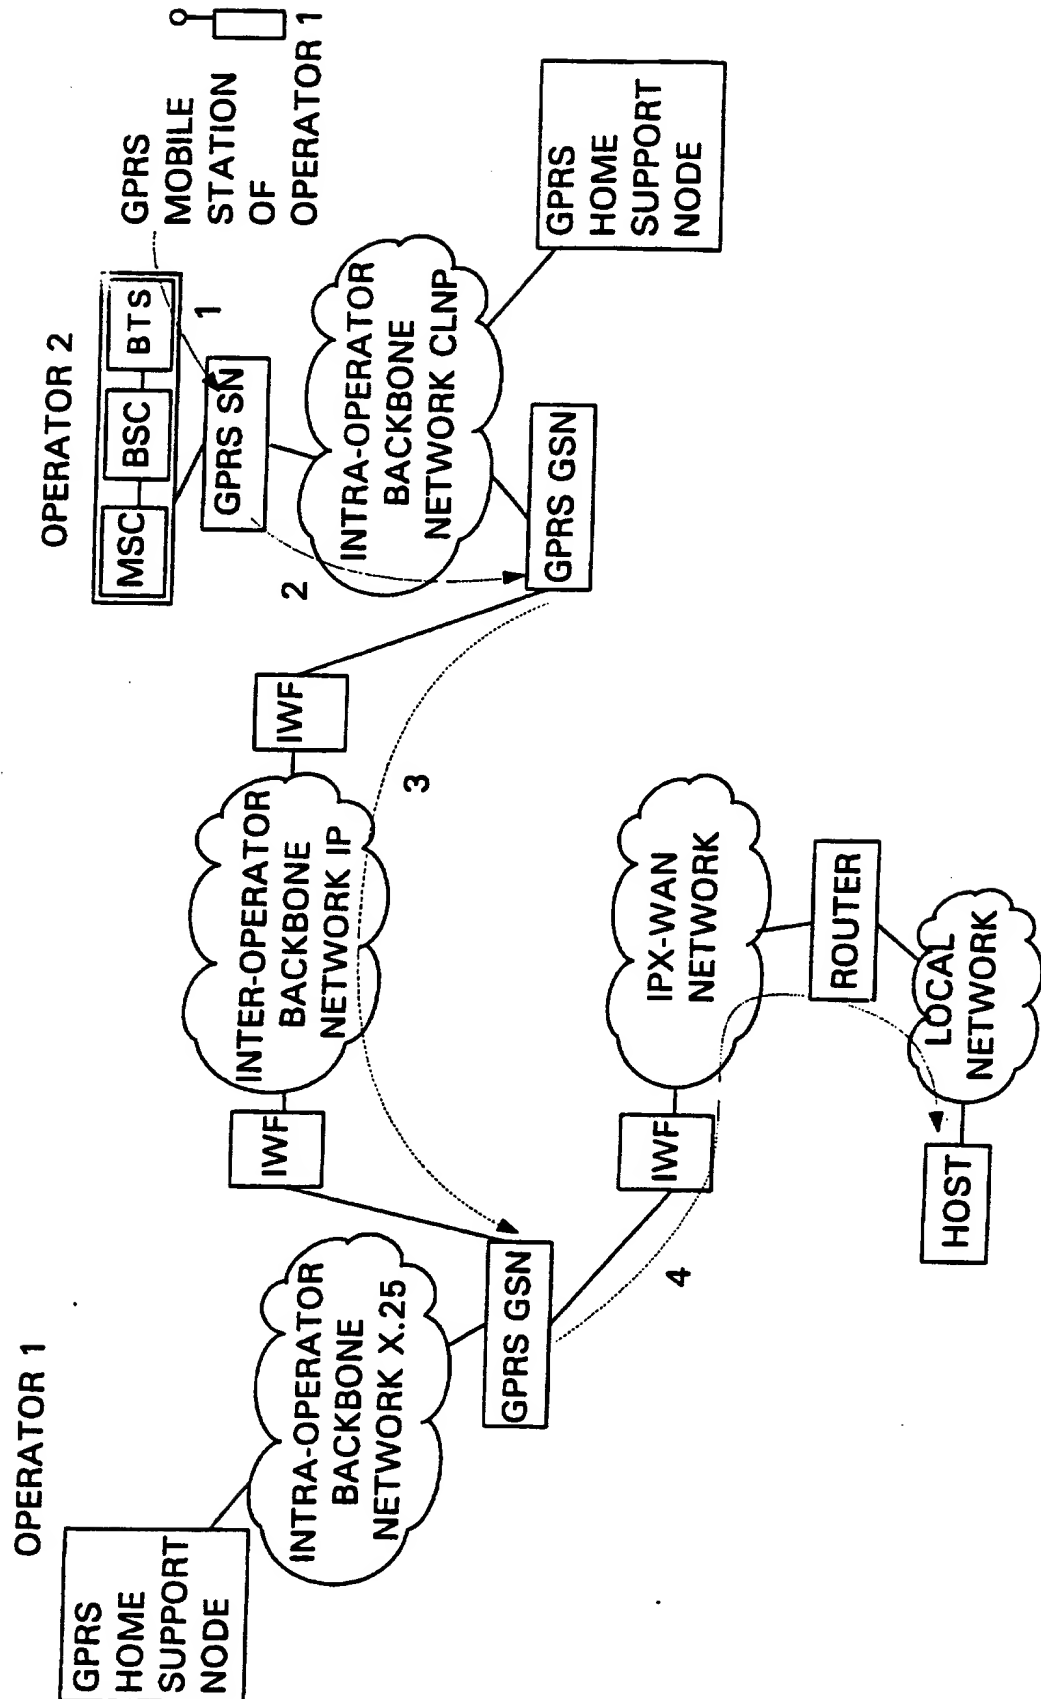 OPERATOR 1
GPRS
HOME
SUPPORT
NODE
INTRA-OPERATOR
BACKBONE
NETWORK X.25
GPRS GSN
IWF
INTER-OPERATOR
BACKBONE
NETWORK IP
IWF
3
4
IWF
IPX-WAN
NETWORK
ROUTER
LOCAL
NETWORK
HOST
OPERATOR 2
MSC
BSC
BTS
GPRS SN
1
2
GPRS
MOBILE
STATION
OF
OPERATOR 1
INTRA-OPERATOR
BACKBONE
NETWORK CLNP
GPRS GSN
GPRS
HOME
SUPPORT
NODE